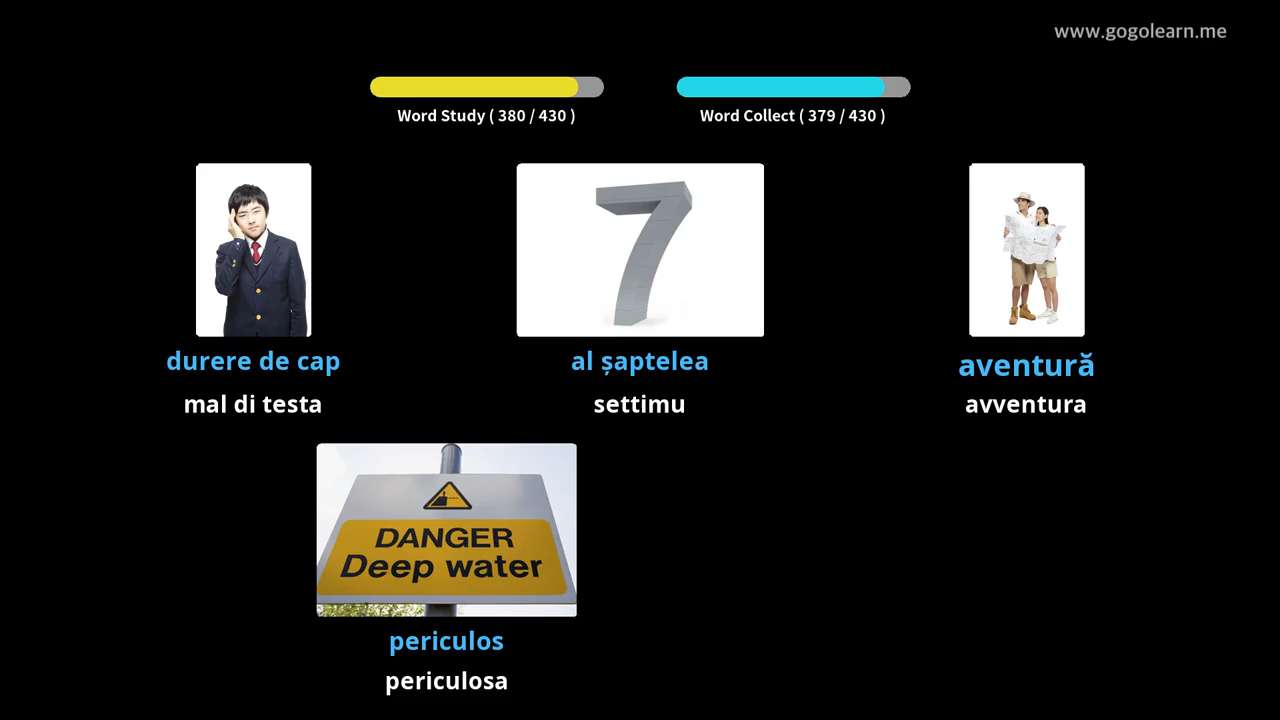 www.gogolearn.me
Word Study ( 380 / 430 )
Word Collect ( 379 / 430 )
durere de cap
al șaptelea
aventură
mal di testa
settimu
avventura
7
DANGER
Deep water
periculos
periculosa